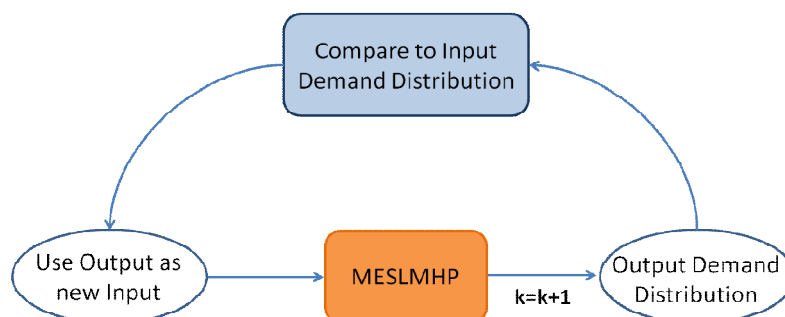 Compare to Input
Demand Distribution
Use Output as
new Input
MESLMHP
k=k+1
Output Demand
Distribution